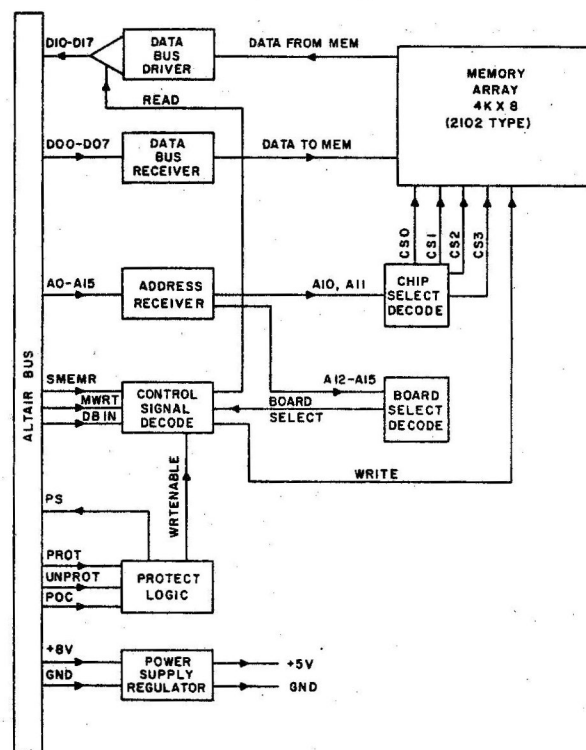 DI0-DI7
DATA
BUS
DRIVER
DATA FROM MEM
MEMORY
ARRAY
4K X 8
(2102 TYPE)
READ
DO0-DO7
DATA
BUS
RECEIVER
DATA TO MEM
CS0
CS1
CS2
CS3
A0-A15
ADDRESS
RECEIVER
A10, A11
CHIP
SELECT
DECODE
ALTAIR BUS
SMEMR
MWRT
DBIN
CONTROL
SIGNAL
DECODE
A12-A15
BOARD
SELECT
BOARD
SELECT
DECODE
WRITE
WRTENABLE
PS
PROT
UNPROT
POC
PROTECT
LOGIC
+8V
GND
POWER
SUPPLY
REGULATOR
+5V
GND